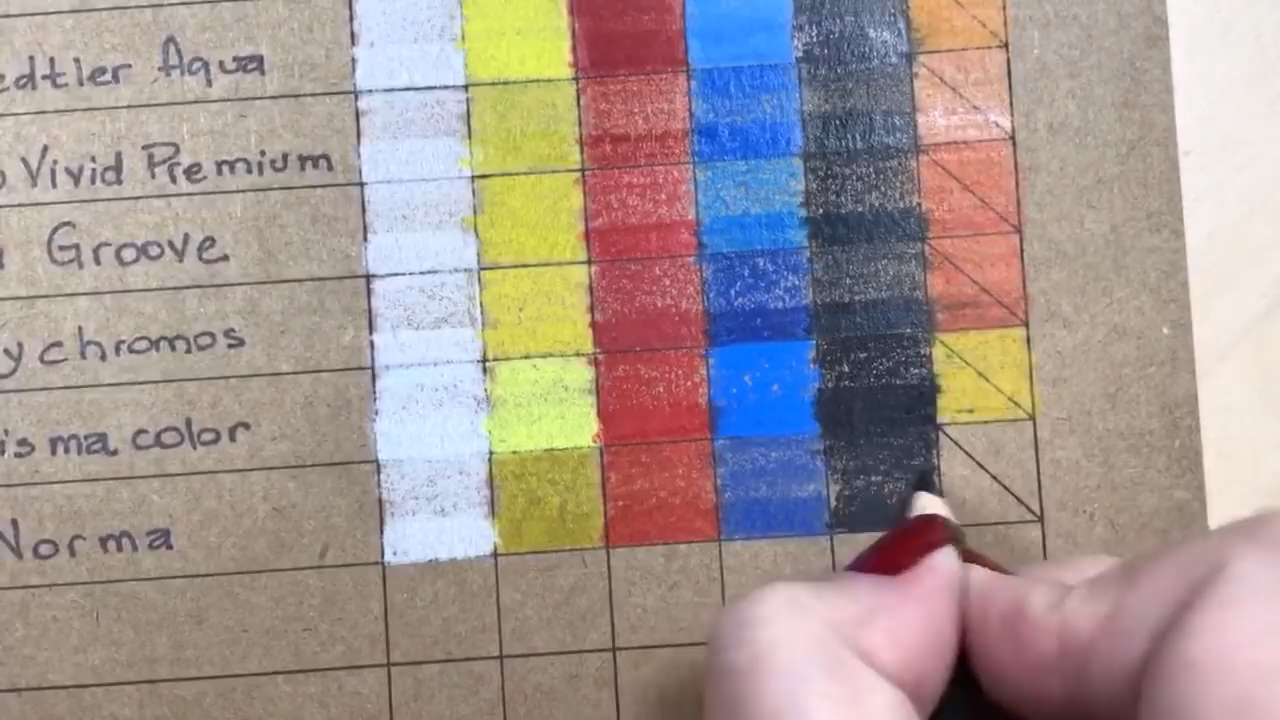 edtler Aqua
Vivid Premium
Groove
ychromos
isma color
Norma